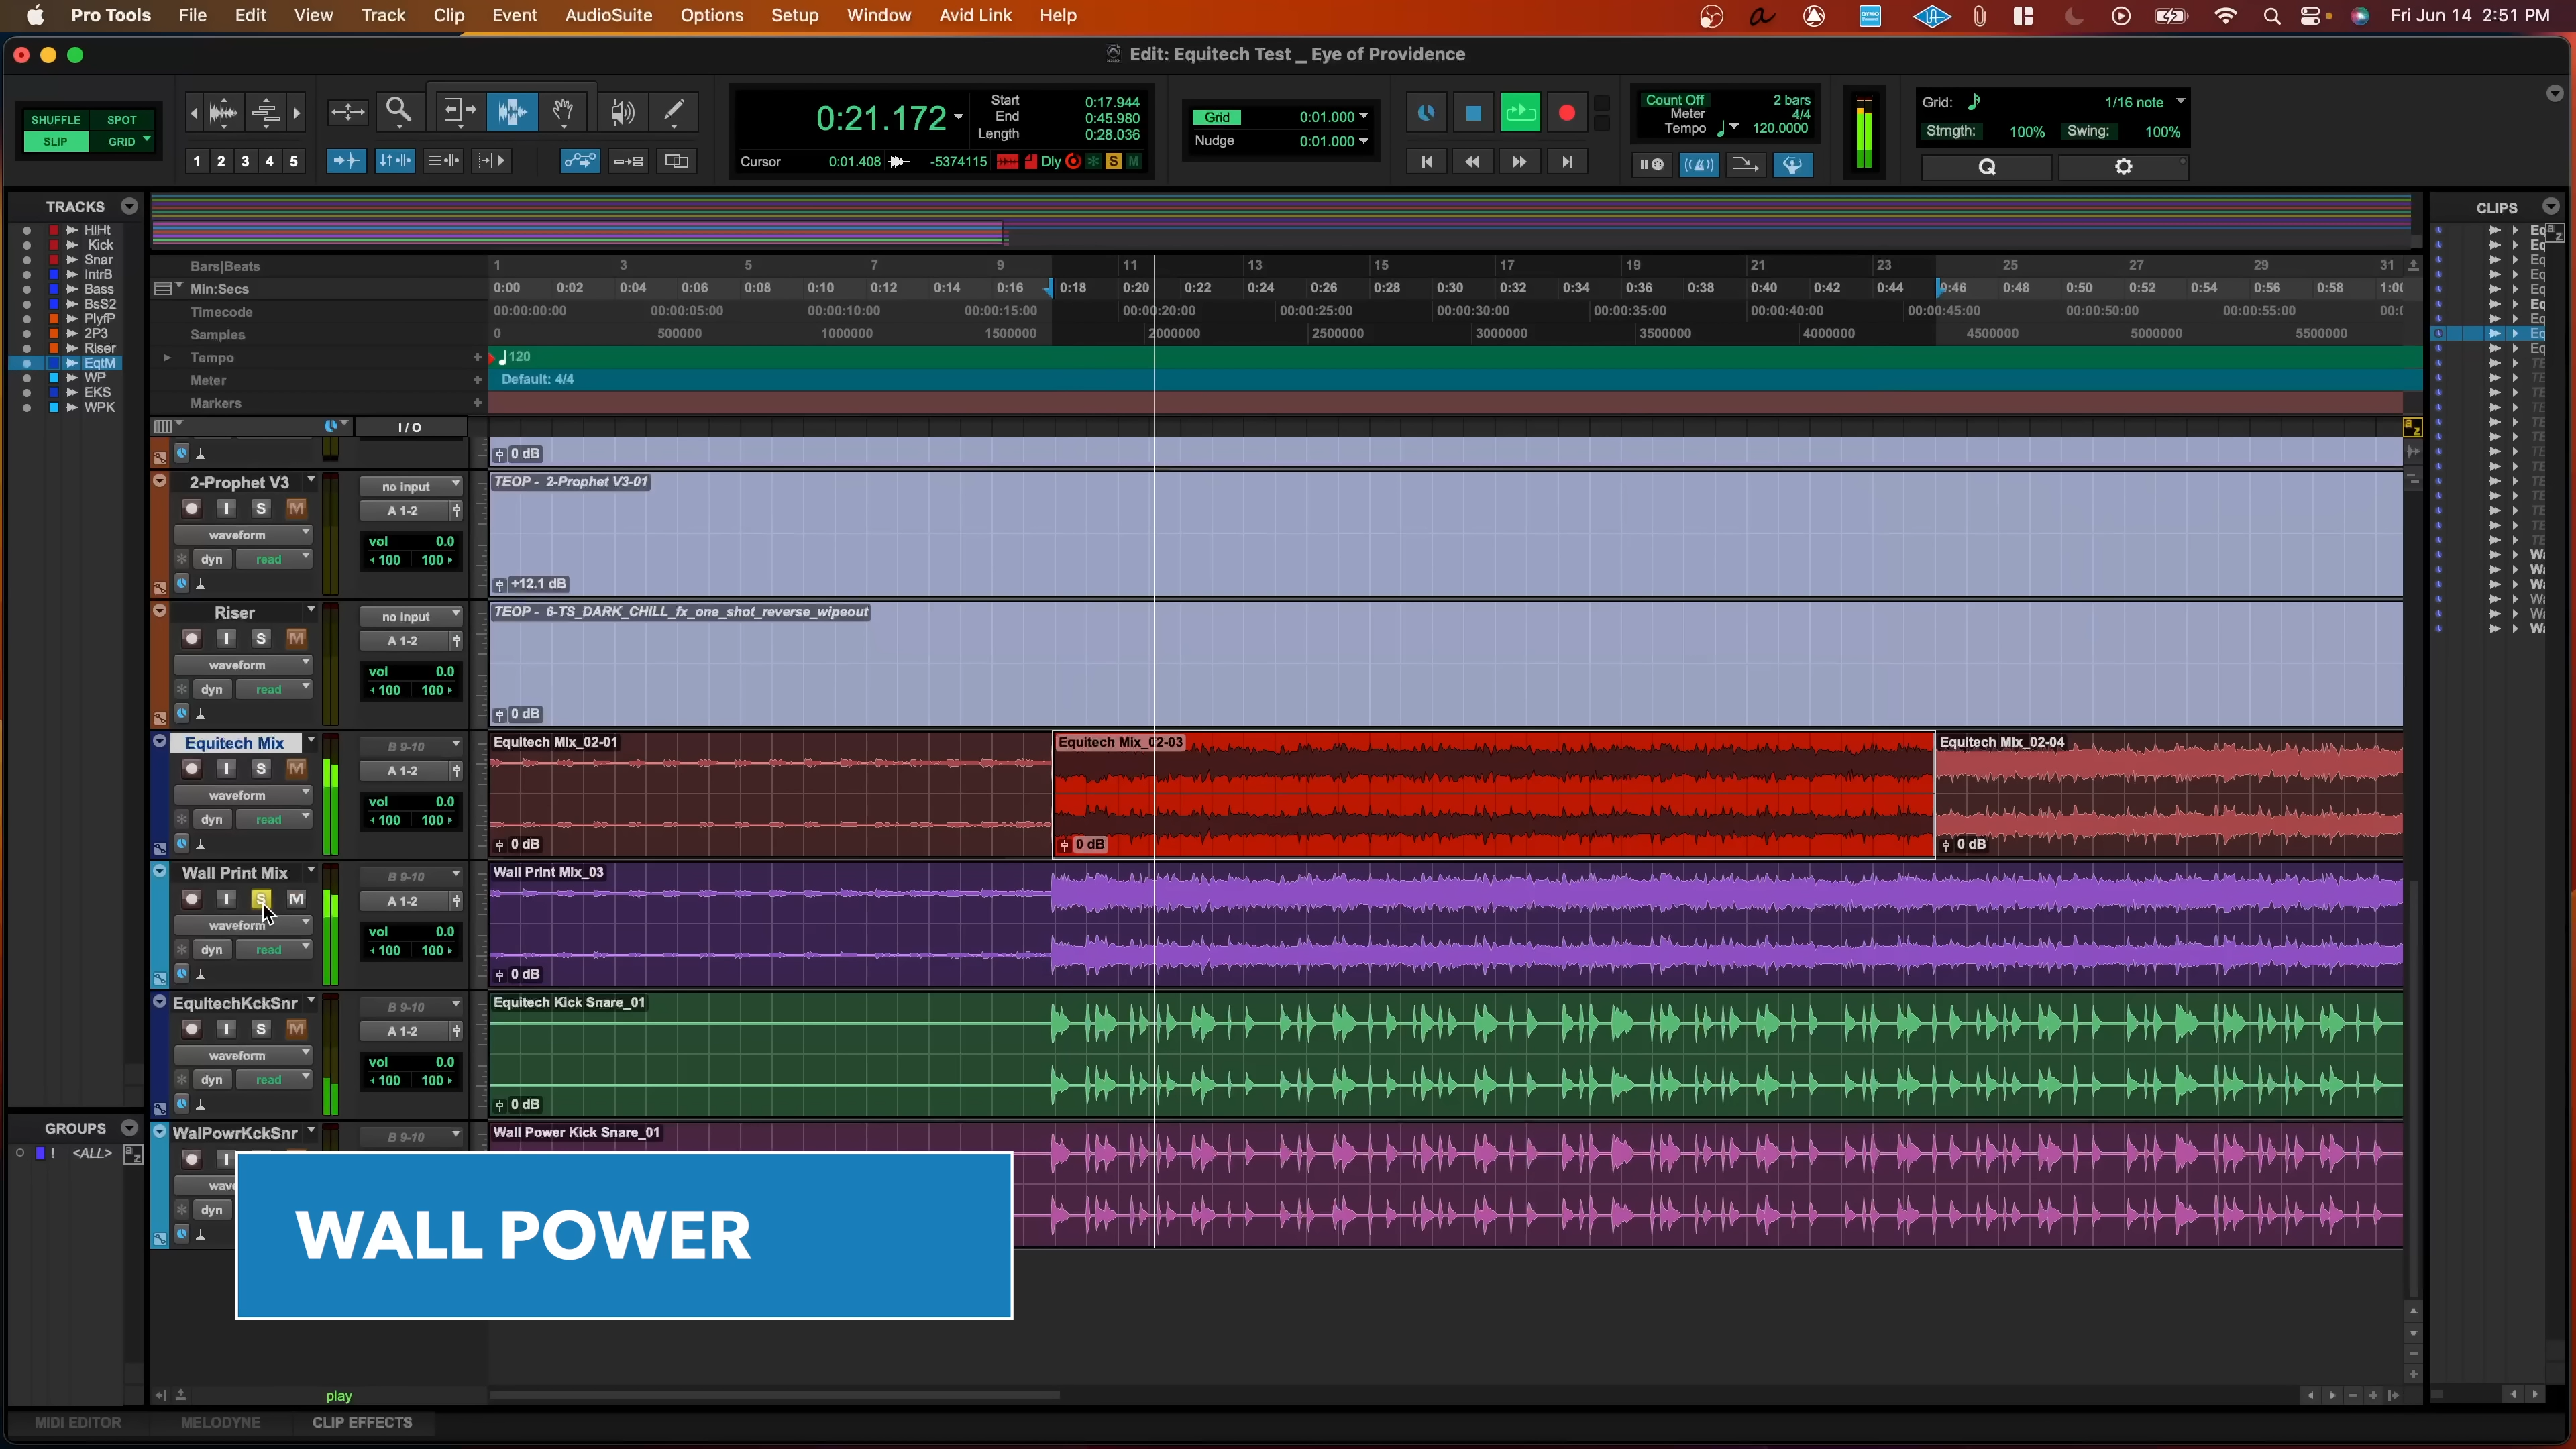 Pro Tools File Edit View Track Clip Event AudioSuite Options Setup Window Avid Link Help Fri Jun 14 2:51 PM
Edit: Equitech Test _ Eye of Providence
SHUFFLE SPOT
SLIP GRID
1 2 3 4 5
0:21.172
Start 0:17.944
End 0:45.980
Length 0:28.036
Cursor 0:01.408 -5374115 Dly S M
Grid 0:01.000
Nudge 0:01.000
Count Off 2 bars
Meter 4/4
Tempo 120.0000
Grid: 1/16 note
Strngth: 100% Swing: 100%
Q
TRACKS
HiHt
Kick
Snar
IntrB
Bass
BsS2
PlyfP
2P3
Riser
EqtM
WP
EKS
WPK
GROUPS
! <ALL> a z
CLIPS
Bars|Beats 1 3 5 7 9 11 13 15 17 19 21 23 25 27 29 31
Min:Secs 0:00 0:02 0:04 0:06 0:08 0:10 0:12 0:14 0:16 0:18 0:20 0:22 0:24 0:26 0:28 0:30 0:32 0:34 0:36 0:38 0:40 0:42 0:44 0:46 0:48 0:50 0:52 0:54 0:56 0:58 1:00
Timecode 00:00:00:00 00:00:05:00 00:00:10:00 00:00:15:00 00:00:20:00 00:00:25:00 00:00:30:00 00:00:35:00 00:00:40:00 00:00:45:00 00:00:50:00 00:00:55:00 00:
Samples 0 500000 1000000 1500000 2000000 2500000 3000000 3500000 4000000 4500000 5000000 5500000
Tempo + 120
Meter + Default: 4/4
Markers +
I / O
0 dB
2-Prophet V3 no input TEOP - 2-Prophet V3-01
I S M A 1-2
waveform vol 0.0
dyn read 100 100
+12.1 dB
Riser no input TEOP - 6-TS_DARK_CHILL_fx_one_shot_reverse_wipeout
I S M A 1-2
waveform vol 0.0
dyn read 100 100
0 dB
Equitech Mix B 9-10 Equitech Mix_02-01 Equitech Mix_02-03 Equitech Mix_02-04
I S M A 1-2
waveform vol 0.0
dyn read 100 100
0 dB 0 dB 0 dB
Wall Print Mix B 9-10 Wall Print Mix_03
I S M A 1-2
waveform vol 0.0
dyn read 100 100
0 dB
EquitechKckSnr B 9-10 Equitech Kick Snare_01
I S M A 1-2
waveform vol 0.0
dyn read 100 100
0 dB
WalPowrKckSnr B 9-10 Wall Power Kick Snare_01
I
wave
dyn
WALL POWER
play
MIDI EDITOR MELODYNE CLIP EFFECTS